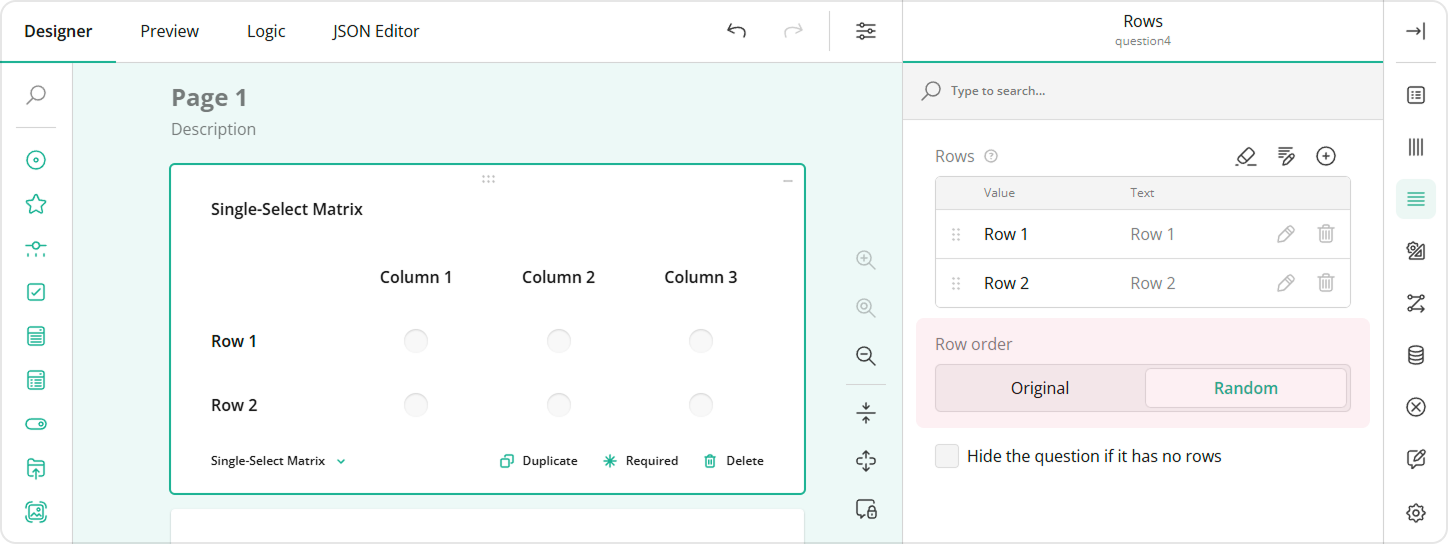 Designer Preview Logic JSON Editor
Page 1
Description
Single-Select Matrix
Column 1 Column 2 Column 3
Row 1
Row 2
Single-Select Matrix Duplicate Required Delete
Rows
question4
Type to search...
Rows
Value Text
Row 1 Row 1
Row 2 Row 2
Row order
Original Random
Hide the question if it has no rows